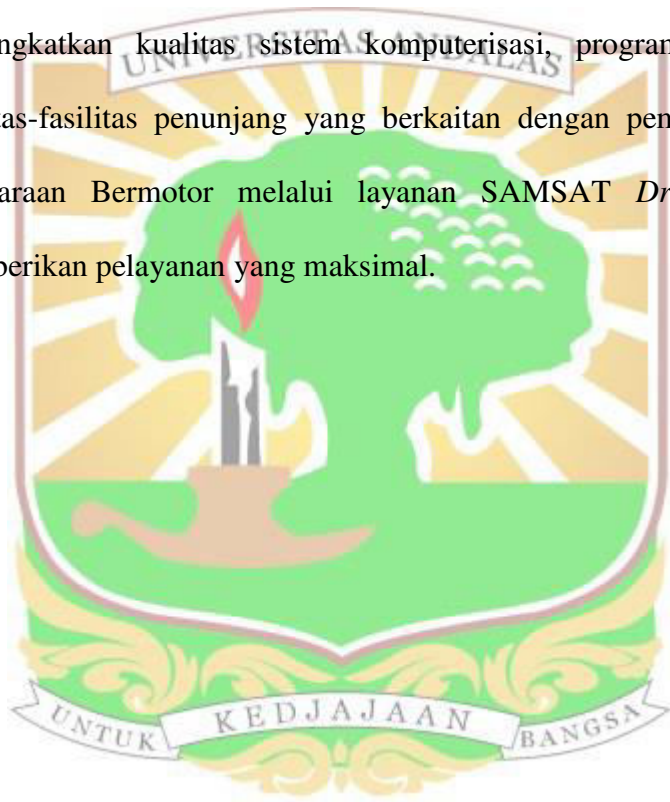 ngkatkan kualitas sistem komputerisasi, program
UNIVERSITAS ANDALAS
tas-fasilitas penunjang yang berkaitan dengan pen
araan Bermotor melalui layanan SAMSAT Dr
berikan pelayanan yang maksimal.
UNTUK KEDJAJAAN BANGSA